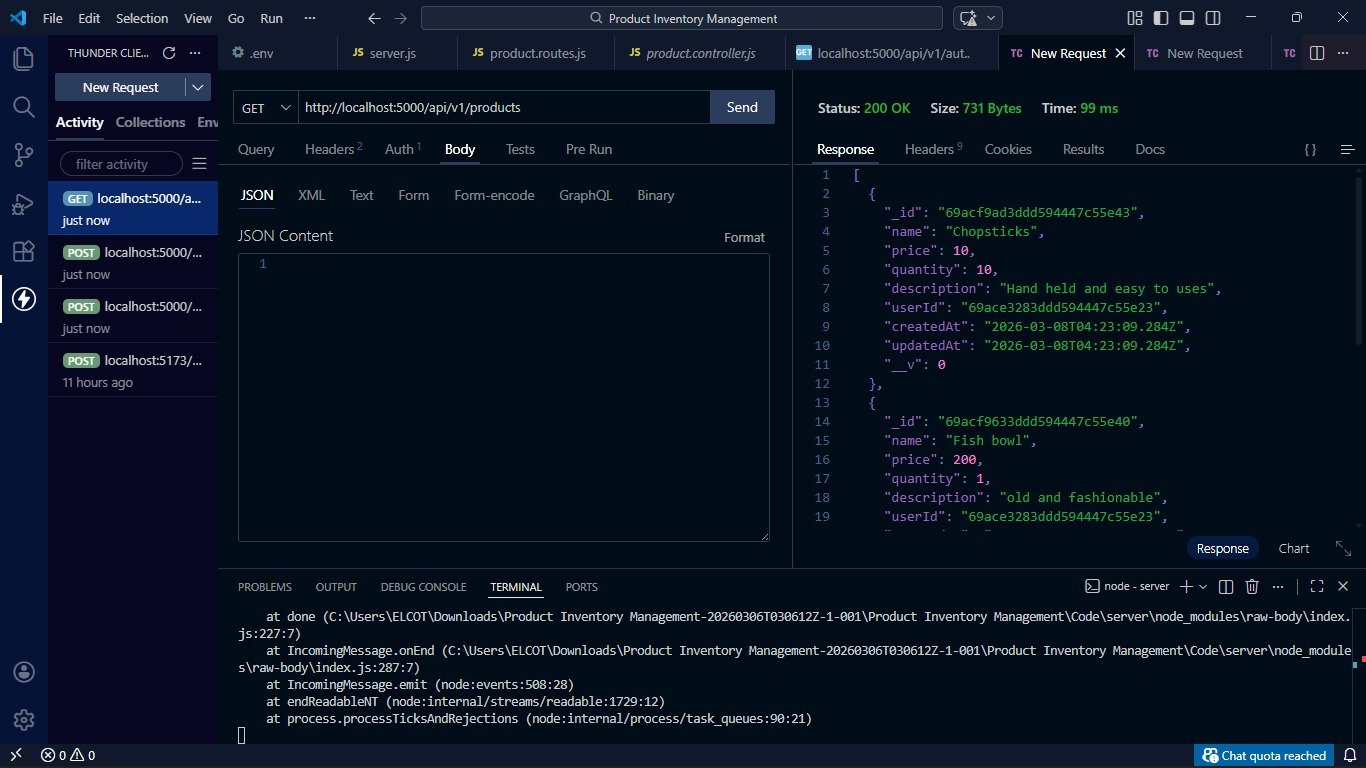 File Edit Selection View Go Run ··· Product Inventory Management
THUNDER CLIE... ···
.env
JS server.js
JS product.routes.js
JS product.controller.js
GET localhost:5000/api/v1/aut..
TC New Request
TC New Request
TC
···
New Request
Activity Collections Env
filter activity
GET localhost:5000/a...
just now
POST localhost:5000/...
just now
POST localhost:5000/...
just now
POST localhost:5173/...
11 hours ago
GET http://localhost:5000/api/v1/products Send
Query Headers 2 Auth 1 Body Tests Pre Run
JSON XML Text Form Form-encode GraphQL Binary
JSON Content Format
1
Status: 200 OK Size: 731 Bytes Time: 99 ms
Response Headers 9 Cookies Results Docs {}
1 [
2 {
3 "_id": "69acf9ad3ddd594447c55e43",
4 "name": "Chopsticks",
5 "price": 10,
6 "quantity": 10,
7 "description": "Hand held and easy to uses",
8 "userId": "69ace3283ddd594447c55e23",
9 "createdAt": "2026-03-08T04:23:09.284Z",
10 "updatedAt": "2026-03-08T04:23:09.284Z",
11 "__v": 0
12 },
13 {
14 "_id": "69acf9633ddd594447c55e40",
15 "name": "Fish bowl",
16 "price": 200,
17 "quantity": 1,
18 "description": "old and fashionable",
19 "userId": "69ace3283ddd594447c55e23",
Response Chart
PROBLEMS OUTPUT DEBUG CONSOLE TERMINAL PORTS node - server ···
at done (C:\Users\ELCOT\Downloads\Product Inventory Management-20260306T030612Z-1-001\Product Inventory Management\Code\server\node_modules\raw-body\index.
js:227:7)
at IncomingMessage.onEnd (C:\Users\ELCOT\Downloads\Product Inventory Management-20260306T030612Z-1-001\Product Inventory Management\Code\server\node_module
s\raw-body\index.js:287:7)
at IncomingMessage.emit (node:events:508:28)
at endReadableNT (node:internal/streams/readable:1729:12)
at process.processTicksAndRejections (node:internal/process/task_queues:90:21)
0 0 Chat quota reached